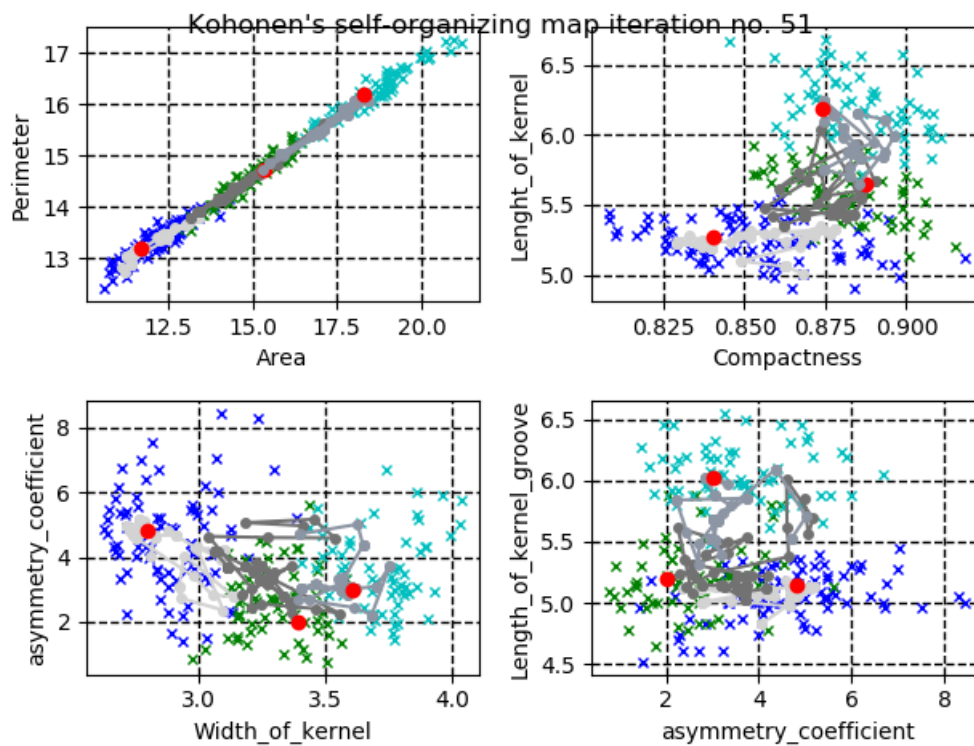 Kohonen's self-organizing map iteration no. 51
17
16
15
14
13
Perimeter
12.5 15.0 17.5 20.0
Area
6.5
6.0
5.5
5.0
Lenght_of_kernel
0.825 0.850 0.875 0.900
Compactness
8
6
4
2
asymmetry_coefficient
3.0 3.5 4.0
Width_of_kernel
6.5
6.0
5.5
5.0
4.5
Length_of_kernel_groove
2 4 6 8
asymmetry_coefficient